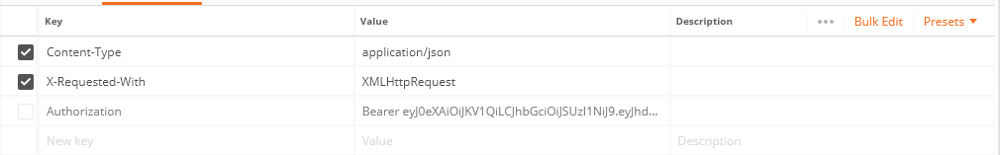 Key Value Description ••• Bulk Edit Presets
Content-Type application/json
X-Requested-With XMLHttpRequest
Authorization Bearer eyJ0eXAiOiJKV1QiLCJhbGciOiJSUzI1NiJ9.eyJhd...
New key Value Description